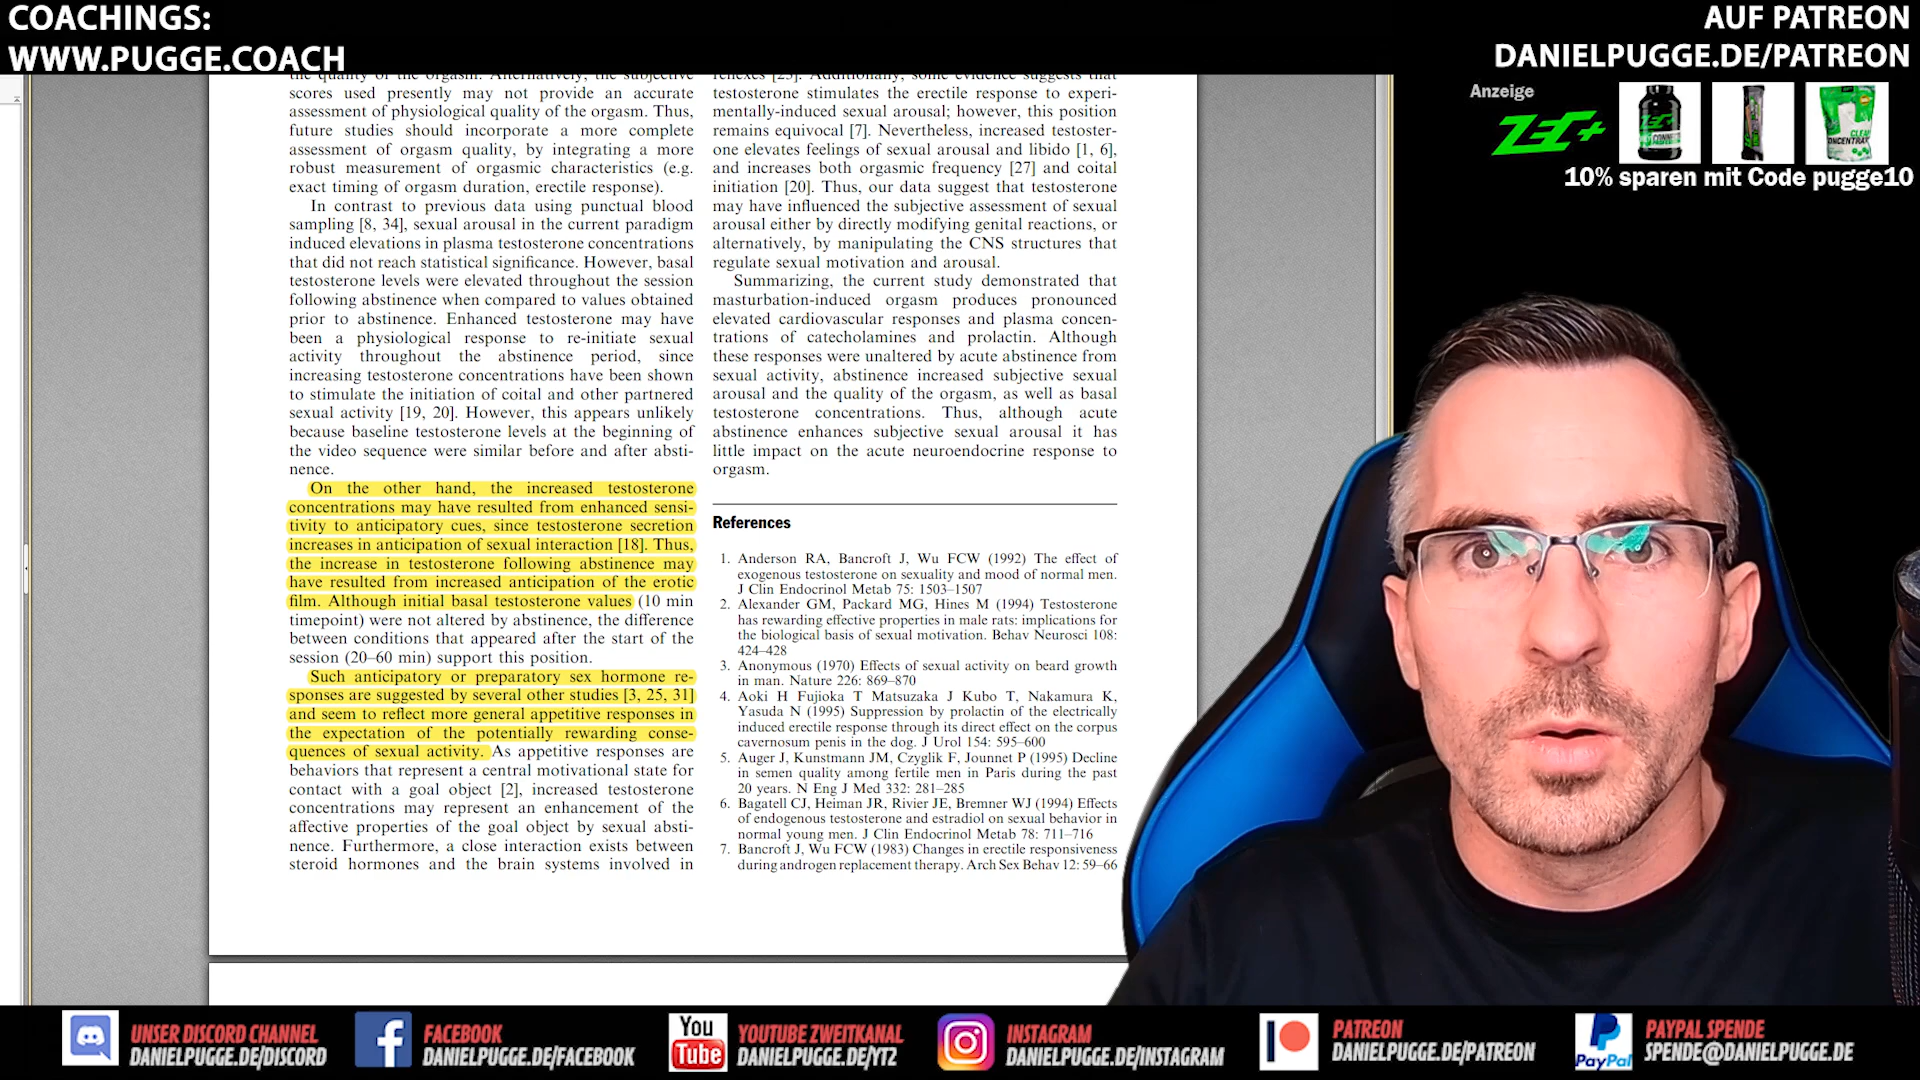 COACHINGS:
WWW.PUGGE.COACH
AUF PATREON
DANIELPUGGE.DE/PATREON
Anzeige
ZEC+
10% sparen mit Code pugge10
the quality of the orgasm. Alternatively, the subjective
scores used presently may not provide an accurate
assessment of physiological quality of the orgasm. Thus,
future studies should incorporate a more complete
assessment of orgasm quality, by integrating a more
robust measurement of orgasmic characteristics (e.g.
exact timing of orgasm duration, erectile response).
In contrast to previous data using punctual blood
sampling [8, 34], sexual arousal in the current paradigm
induced elevations in plasma testosterone concentrations
that did not reach statistical significance. However, basal
testosterone levels were elevated throughout the session
following abstinence when compared to values obtained
prior to abstinence. Enhanced testosterone may have
been a physiological response to re-initiate sexual
activity throughout the abstinence period, since
increasing testosterone concentrations have been shown
to stimulate the initiation of coital and other partnered
sexual activity [19, 20]. However, this appears unlikely
because baseline testosterone levels at the beginning of
the video sequence were similar before and after absti-
nence.
On the other hand, the increased testosterone
concentrations may have resulted from enhanced sensi-
tivity to anticipatory cues, since testosterone secretion
increases in anticipation of sexual interaction [18]. Thus,
the increase in testosterone following abstinence may
have resulted from increased anticipation of the erotic
film. Although initial basal testosterone values (10 min
timepoint) were not altered by abstinence, the difference
between conditions that appeared after the start of the
session (20–60 min) support this position.
Such anticipatory or preparatory sex hormone re-
sponses are suggested by several other studies [3, 25, 31]
and seem to reflect more general appetitive responses in
the expectation of the potentially rewarding conse-
quences of sexual activity. As appetitive responses are
behaviors that represent a central motivational state for
contact with a goal object [2], increased testosterone
concentrations may represent an enhancement of the
affective properties of the goal object by sexual absti-
nence. Furthermore, a close interaction exists between
steroid hormones and the brain systems involved in
reflexes [25]. Additionally, some evidence suggests that
testosterone stimulates the erectile response to experi-
mentally-induced sexual arousal; however, this position
remains equivocal [7]. Nevertheless, increased testoster-
one elevates feelings of sexual arousal and libido [1, 6],
and increases both orgasmic frequency [27] and coital
initiation [20]. Thus, our data suggest that testosterone
may have influenced the subjective assessment of sexual
arousal either by directly modifying genital reactions, or
alternatively, by manipulating the CNS structures that
regulate sexual motivation and arousal.
Summarizing, the current study demonstrated that
masturbation-induced orgasm produces pronounced
elevated cardiovascular responses and plasma concen-
trations of catecholamines and prolactin. Although
these responses were unaltered by acute abstinence from
sexual activity, abstinence increased subjective sexual
arousal and the quality of the orgasm, as well as basal
testosterone concentrations. Thus, although acute
abstinence enhances subjective sexual arousal it has
little impact on the acute neuroendocrine response to
orgasm.
References
1. Anderson RA, Bancroft J, Wu FCW (1992) The effect of
exogenous testosterone on sexuality and mood of normal men.
J Clin Endocrinol Metab 75: 1503–1507
2. Alexander GM, Packard MG, Hines M (1994) Testosterone
has rewarding effective properties in male rats: implications for
the biological basis of sexual motivation. Behav Neurosci 108:
424–428
3. Anonymous (1970) Effects of sexual activity on beard growth
in man. Nature 226: 869–870
4. Aoki H Fujioka T Matsuzaka J Kubo T, Nakamura K,
Yasuda N (1995) Suppression by prolactin of the electrically
induced erectile response through its direct effect on the corpus
cavernosum penis in the dog. J Urol 154: 595–600
5. Auger J, Kunstmann JM, Czyglik F, Jounnet P (1995) Decline
in semen quality among fertile men in Paris during the past
20 years. N Eng J Med 332: 281–285
6. Bagatell CJ, Heiman JR, Rivier JE, Bremner WJ (1994) Effects
of endogenous testosterone and estradiol on sexual behavior in
normal young men. J Clin Endocrinol Metab 78: 711–716
7. Bancroft J, Wu FCW (1983) Changes in erectile responsiveness
during androgen replacement therapy. Arch Sex Behav 12: 59–66
UNSER DISCORD CHANNEL
DANIELPUGGE.DE/DISCORD
FACEBOOK
DANIELPUGGE.DE/FACEBOOK
You
Tube
YOUTUBE ZWEITKANAL
DANIELPUGGE.DE/YT2
INSTAGRAM
DANIELPUGGE.DE/INSTAGRAM
PATREON
DANIELPUGGE.DE/PATREON
PayPal
PAYPAL SPENDE
SPENDE@DANIELPUGGE.DE